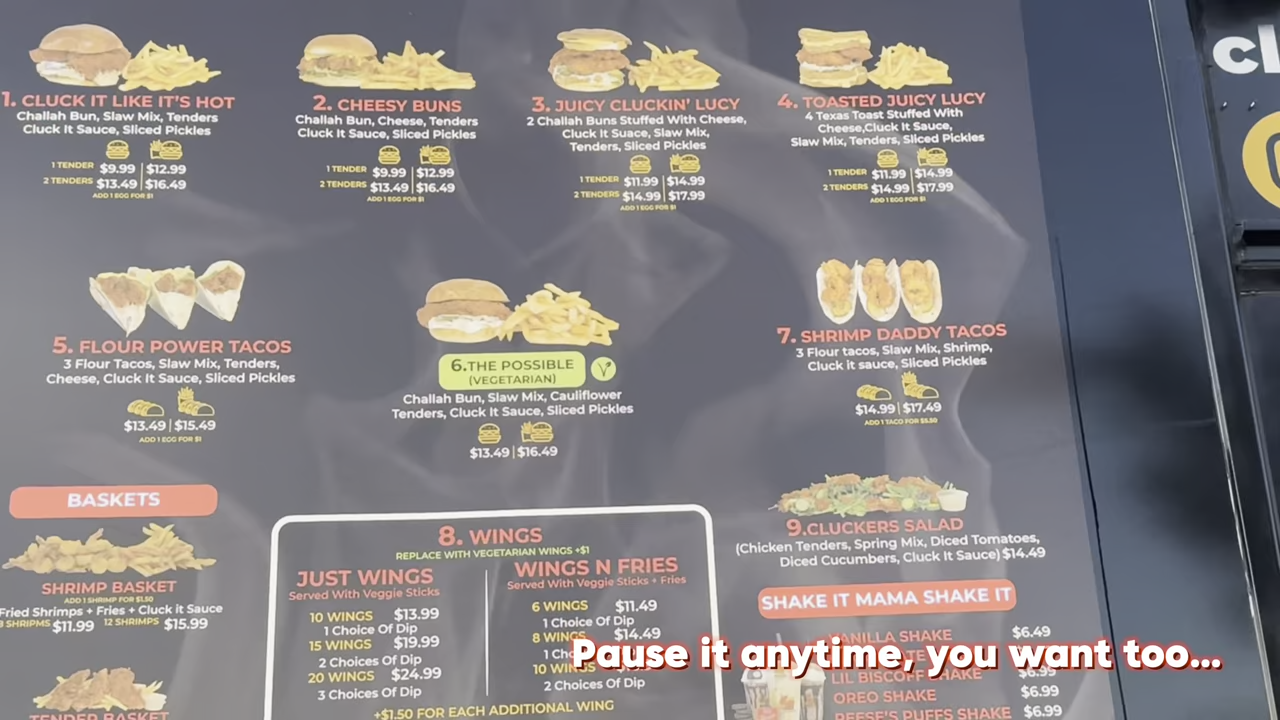 1. CLUCK IT LIKE IT'S HOT
Challah Bun, Slaw Mix, Tenders
Cluck It Sauce, Sliced Pickles
1 TENDER $9.99 | $12.99
2 TENDERS $13.49 | $16.49
ADD 1 EGG FOR $1
2. CHEESY BUNS
Challah Bun, Cheese, Tenders
Cluck It Sauce, Sliced Pickles
1 TENDER $9.99 | $12.99
2 TENDERS $13.49 | $16.49
ADD 1 EGG FOR $1
3. JUICY CLUCKIN' LUCY
2 Challah Buns Stuffed With Cheese,
Cluck It Suace, Slaw Mix,
Tenders, Sliced Pickles
1 TENDER $11.99 | $14.99
2 TENDERS $14.99 | $17.99
ADD 1 EGG FOR $1
4. TOASTED JUICY LUCY
4 Texas Toast Stuffed With
Cheese,Cluck It Sauce,
Slaw Mix, Tenders, Sliced Pickles
1 TENDER $11.99 | $14.99
2 TENDERS $14.99 | $17.99
ADD 1 EGG FOR $1
cl
5. FLOUR POWER TACOS
3 Flour Tacos, Slaw Mix, Tenders,
Cheese, Cluck It Sauce, Sliced Pickles
$13.49 | $15.49
ADD 1 EGG FOR $1
6.THE POSSIBLE
(VEGETARIAN)
V
Challah Bun, Slaw Mix, Cauliflower
Tenders, Cluck It Sauce, Sliced Pickles
$13.49 | $16.49
7. SHRIMP DADDY TACOS
3 Flour tacos, Slaw Mix, Shrimp,
Cluck it sauce, Sliced Pickles
$14.99 | $17.49
ADD 1 TACO FOR $5.50
BASKETS
SHRIMP BASKET
ADD 1 SHRIMP FOR $1.50
Fried Shrimps + Fries + Cluck it Sauce
8 SHRIPMS $11.99 12 SHRIMPS $15.99
TENDER BASKET
8. WINGS
REPLACE WITH VEGETARIAN WINGS +$1
JUST WINGS
Served With Veggie Sticks
10 WINGS $13.99
1 Choice Of Dip
15 WINGS $19.99
2 Choices Of Dip
20 WINGS $24.99
3 Choices Of Dip
WINGS N FRIES
Served With Veggie Sticks + Fries
6 WINGS $11.49
1 Choice Of Dip
8 WINGS $14.49
10 WINGS
2 Choices Of Dip
+$1.50 FOR EACH ADDITIONAL WING
9.CLUCKERS SALAD
(Chicken Tenders, Spring Mix, Diced Tomatoes,
Diced Cucumbers, Cluck It Sauce) $14.49
SHAKE IT MAMA SHAKE IT
VANILLA SHAKE $6.49
LIL BISCOFF SHAKE $6.99
OREO SHAKE $6.99
REESE'S PUFFS SHAKE $6.99
Pause it anytime, you want too...